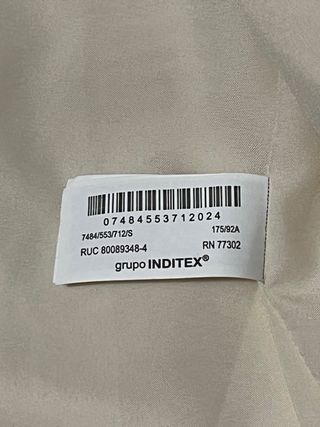 07484553712024
7484/553/712/S 175/92A
RUC 80089348-4 RN 77302
grupo INDITEX®